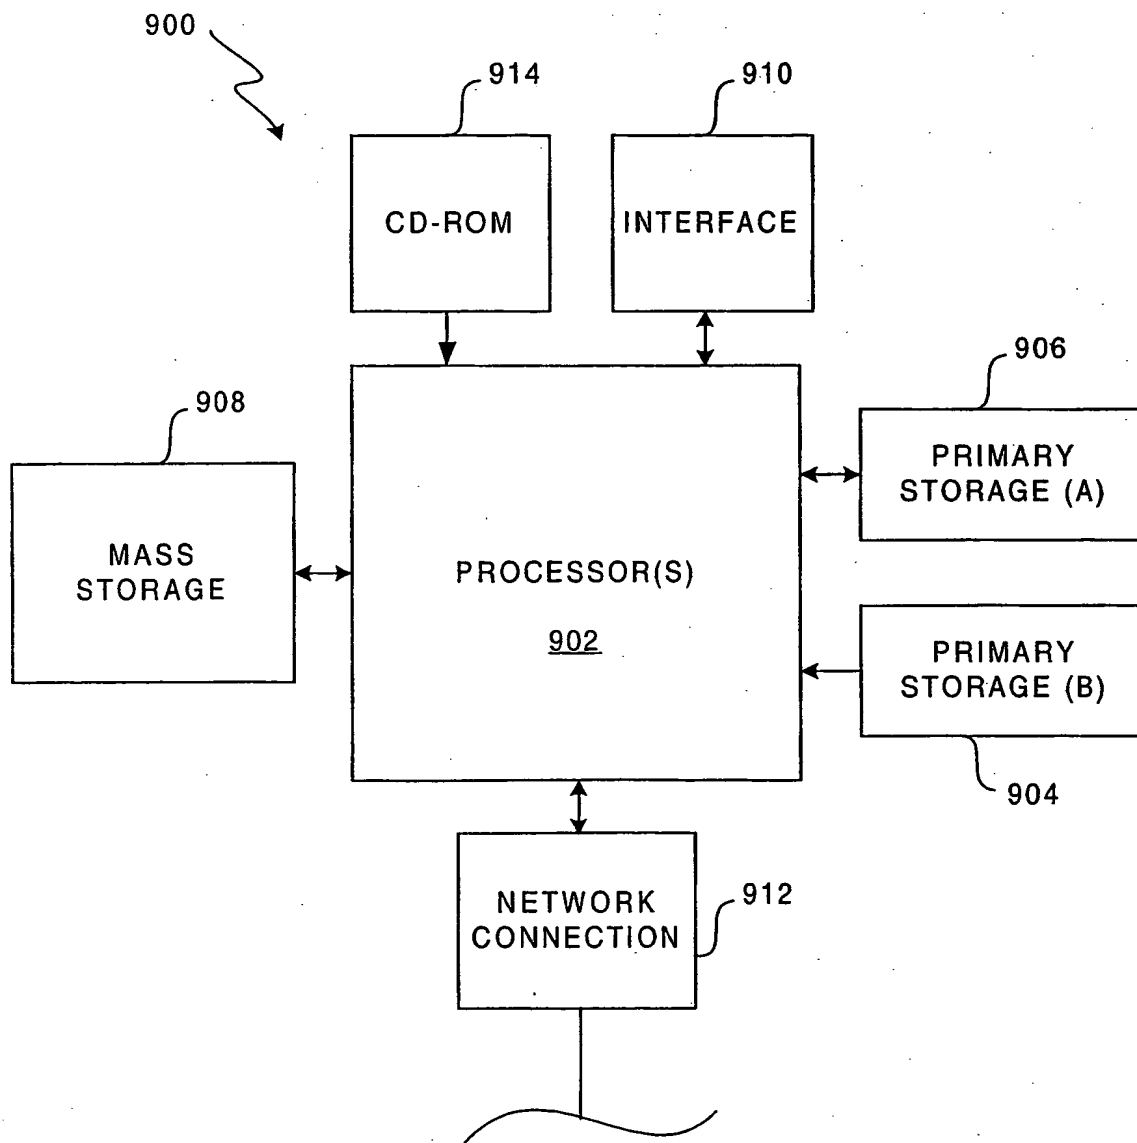 900
914
910
CD-ROM
INTERFACE
906
908
PRIMARY
STORAGE (A)
MASS
STORAGE
PROCESSOR(S)
902
PRIMARY
STORAGE (B)
904
NETWORK
CONNECTION
912